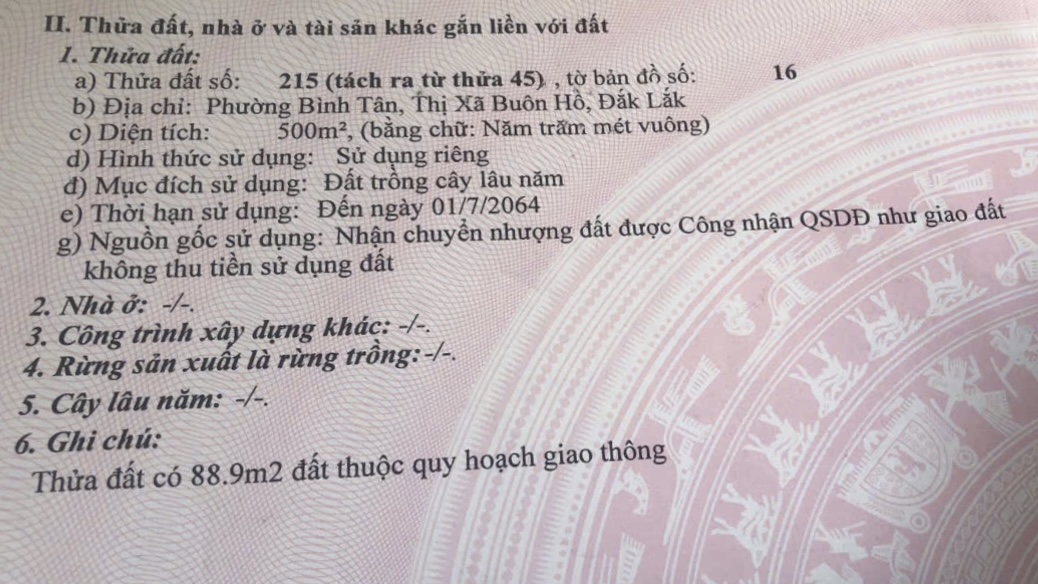 II. Thửa đất, nhà ở và tài sản khác gắn liền với đất
1. Thửa đất:
a) Thửa đất số: 215 (tách ra từ thửa 45) , tờ bản đồ số: 16
b) Địa chỉ: Phường Bình Tân, Thị Xã Buôn Hồ, Đắk Lắk
c) Diện tích: 500m², (bằng chữ: Năm trăm mét vuông)
d) Hình thức sử dụng: Sử dụng riêng
đ) Mục đích sử dụng: Đất trồng cây lâu năm
e) Thời hạn sử dụng: Đến ngày 01/7/2064
g) Nguồn gốc sử dụng: Nhận chuyển nhượng đất được Công nhận QSDĐ như giao đất
không thu tiền sử dụng đất
2. Nhà ở: -/-.
3. Công trình xây dựng khác: -/-.
4. Rừng sản xuất là rừng trồng: -/-.
5. Cây lâu năm: -/-.
6. Ghi chú:
Thửa đất có 88.9m2 đất thuộc quy hoạch giao thông